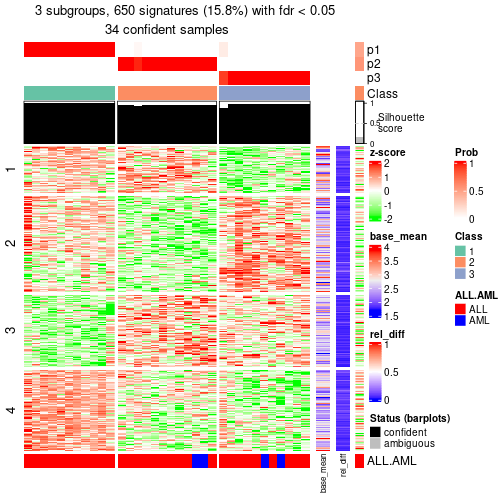 3 subgroups, 650 signatures (15.8%) with fdr < 0.05
34 confident samples
p1
p2
p3
Class
1
0.5
0
Silhouette
score
1
2
3
4
z-score
2
1
0
-1
-2
Prob
1
0.5
0
base_mean
4
3.5
3
2.5
2
1.5
Class
1
2
3
ALL.AML
ALL
AML
rel_diff
1
0.5
0
Status (barplots)
confident
ambiguous
ALL.AML
base_mean
rel_diff